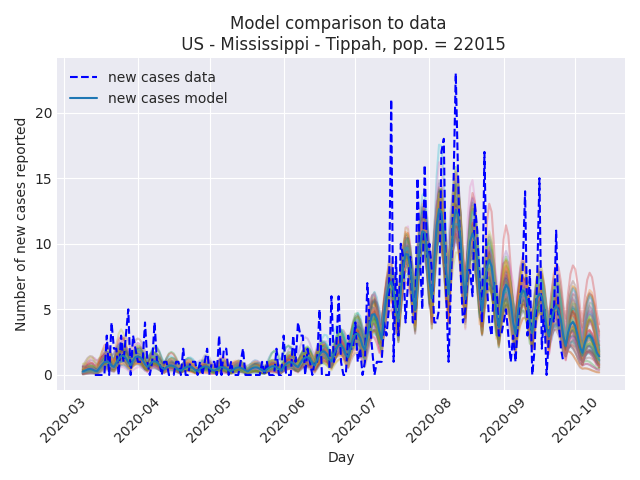 Model comparison to data
US - Mississippi - Tippah, pop. = 22015
new cases data
new cases model
Number of new cases reported
20
15
10
5
0
2020-03
2020-04
2020-05
2020-06
2020-07
2020-08
2020-09
2020-10
Day